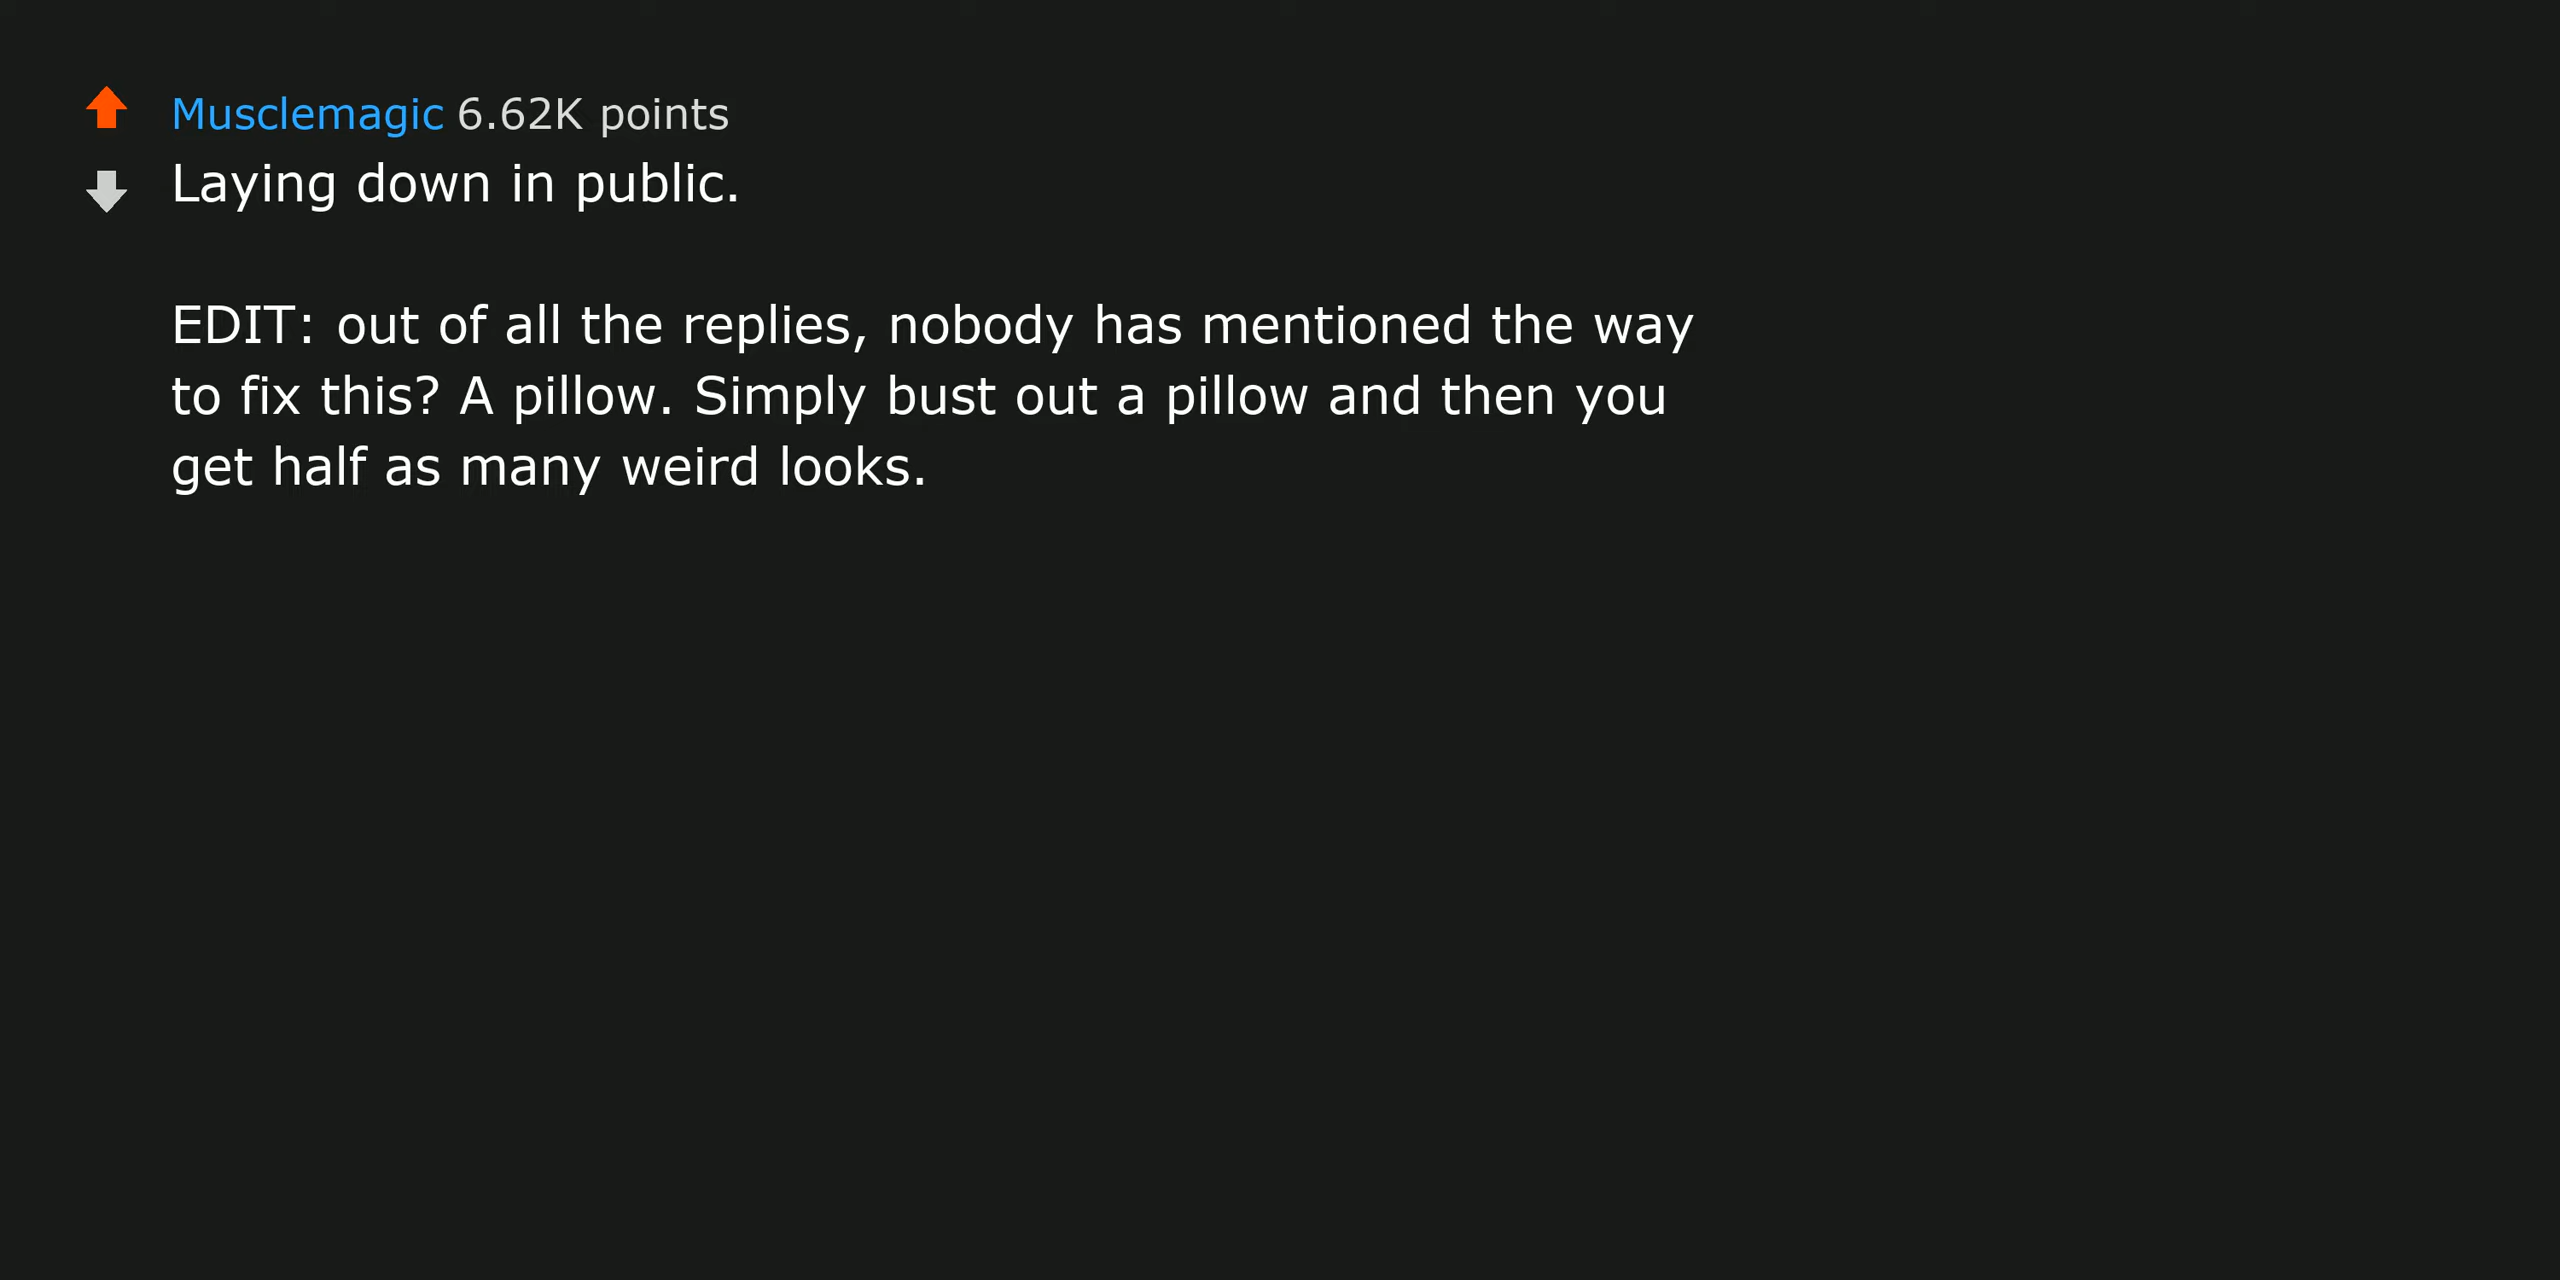 Musclemagic 6.62K points
Laying down in public.
EDIT: out of all the replies, nobody has mentioned the way
to fix this? A pillow. Simply bust out a pillow and then you
get half as many weird looks.